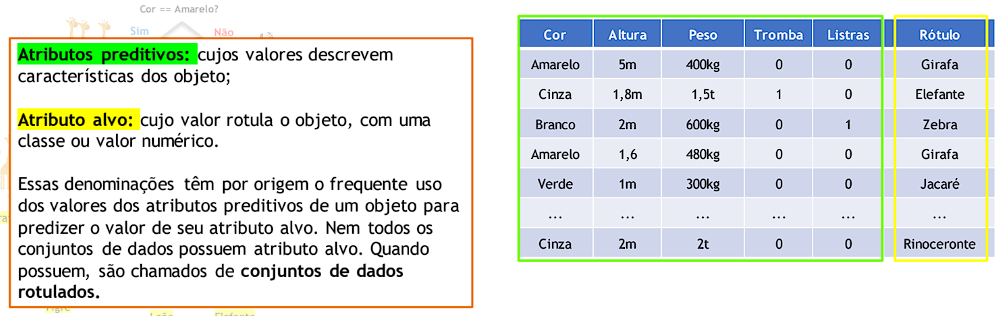 Cor == Amarelo?
Sim Não
Atributos preditivos: cujos valores descrevem
características dos objeto;
Atributo alvo: cujo valor rotula o objeto, com uma
classe ou valor numérico.
Essas denominações têm por origem o frequente uso
dos valores dos atributos preditivos de um objeto para
predizer o valor de seu atributo alvo. Nem todos os
conjuntos de dados possuem atributo alvo. Quando
possuem, são chamados de conjuntos de dados
rotulados.
Tigre Leão Elefante
Cor Altura Peso Tromba Listras Rótulo
Amarelo 5m 400kg 0 0 Girafa
Cinza 1,8m 1,5t 1 0 Elefante
Branco 2m 600kg 0 1 Zebra
Amarelo 1,6 480kg 0 0 Girafa
Verde 1m 300kg 0 0 Jacaré
... ... ... ... ... ...
Cinza 2m 2t 0 0 Rinoceronte